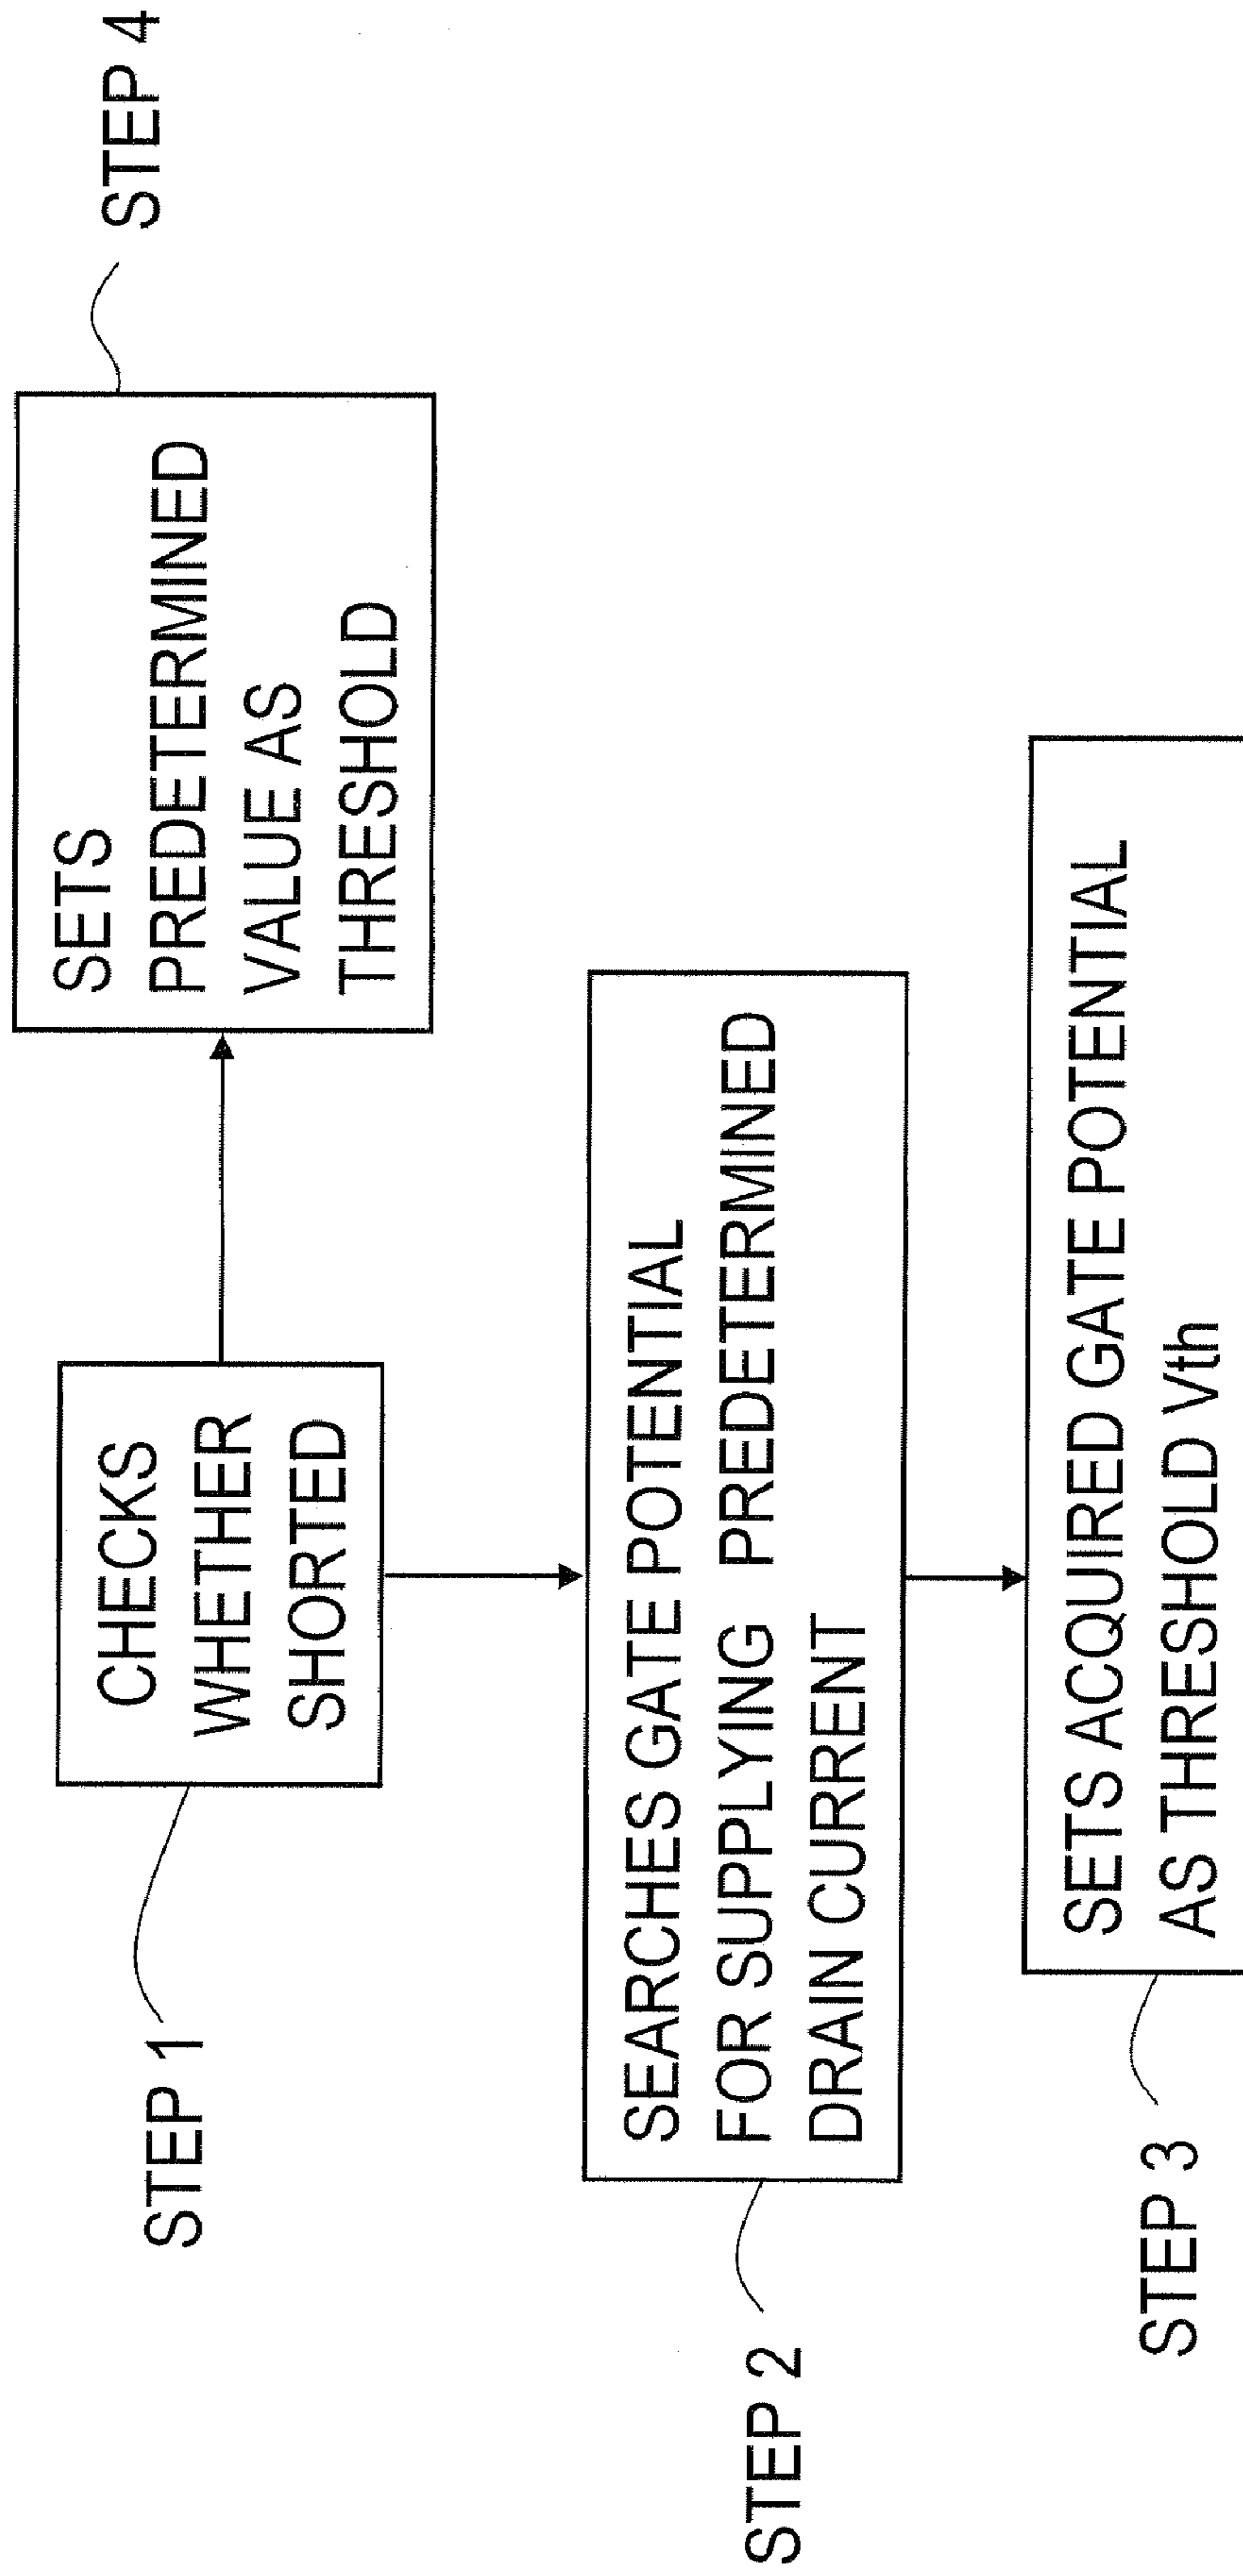 STEP 1
CHECKS
WHETHER
SHORTED
SETS
PREDETERMINED
VALUE AS
THRESHOLD
STEP 4
STEP 2
SEARCHES GATE POTENTIAL
FOR SUPPLYING PREDETERMINED
DRAIN CURRENT
STEP 3
SETS ACQUIRED GATE POTENTIAL
AS THRESHOLD Vth